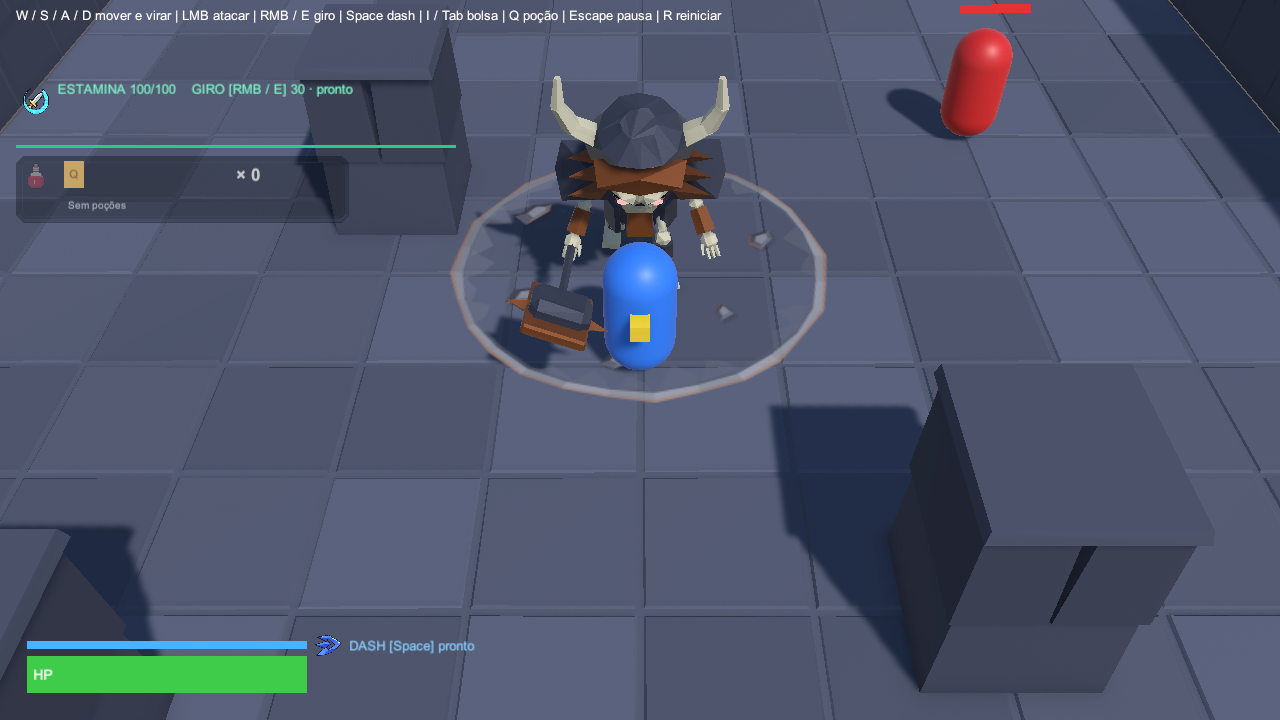 W / S / A / D mover e virar | LMB atacar | RMB / E giro | Space dash | I / Tab bolsa | Q poção | Escape pausa | R reiniciar
ESTAMINA 100/100 GIRO [RMB / E] 30 · pronto
Q × 0
Sem poções
DASH [Space] pronto
HP